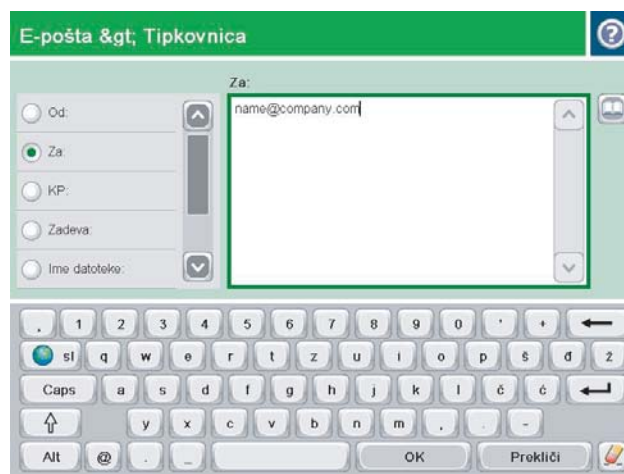 E-pošta &gt; Tipkovnica
?
Za:
Od:
name@company.com
Za:
KP:
Zadeva:
Ime datoteke:
¸ 1 2 3 4 5 6 7 8 9 0 ' +
sl q w e r t z u i o p š đ ž
Caps a s d f g h j k l č ć
y x c v b n m , . -
Alt @ . _ OK Prekliči